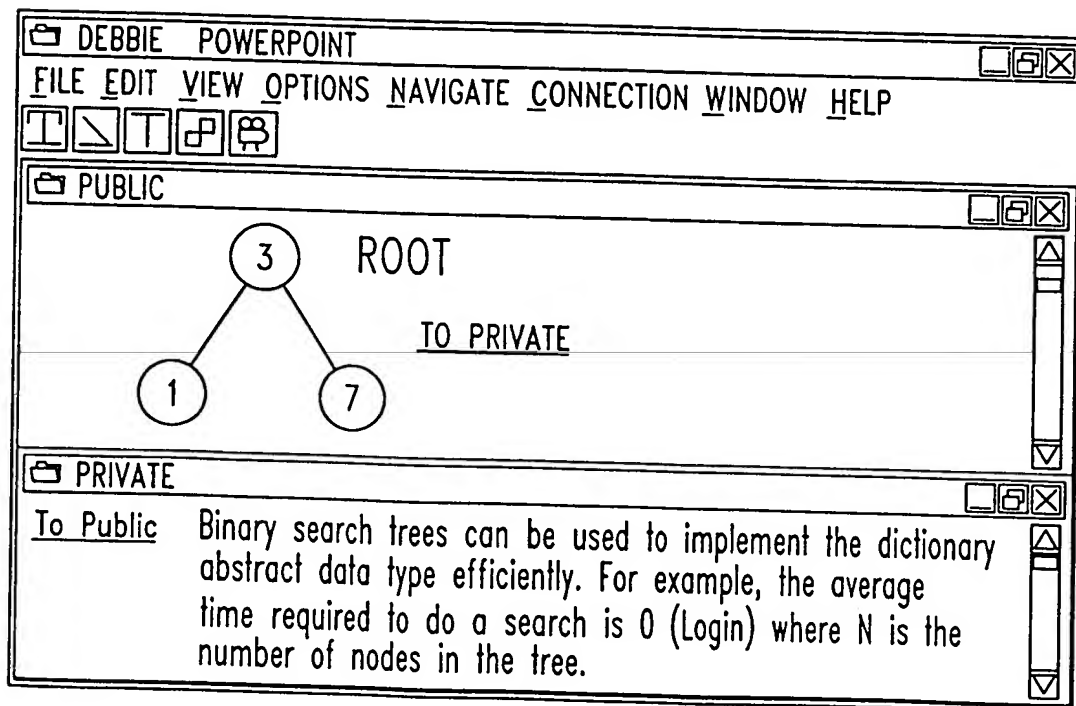 DEBBIE POWERPOINT
FILE EDIT VIEW OPTIONS NAVIGATE CONNECTION WINDOW HELP
PUBLIC
3 ROOT
TO PRIVATE
1 7
PRIVATE
To Public Binary search trees can be used to implement the dictionary
abstract data type efficiently. For example, the average
time required to do a search is 0 (Login) where N is the
number of nodes in the tree.